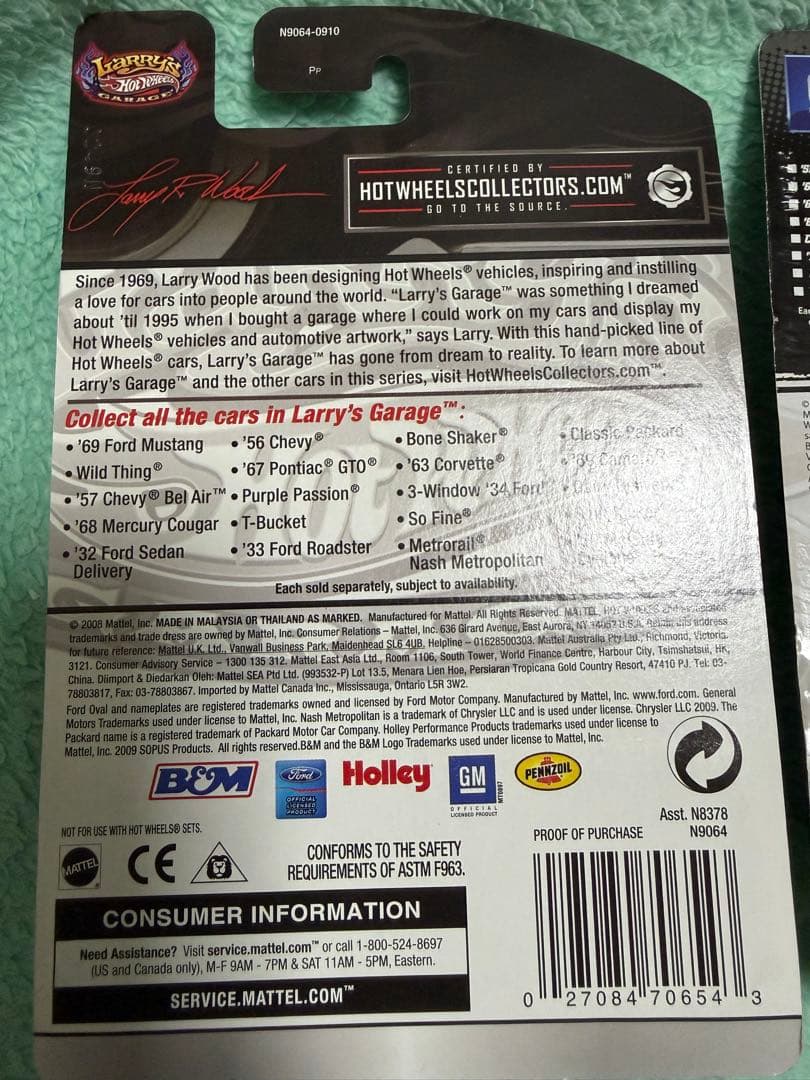 N9064-0910
Pp
LARRY'S
Hot Wheels
GARAGE
Larry R. Wood
CERTIFIED BY
HOTWHEELSCOLLECTORS.COM™
GO TO THE SOURCE.
Since 1969, Larry Wood has been designing Hot Wheels® vehicles, inspiring and instilling
a love for cars into people around the world. “Larry's Garage™ was something I dreamed
about 'til 1995 when I bought a garage where I could work on my cars and display my
Hot Wheels® vehicles and automotive artwork,” says Larry. With this hand-picked line of
Hot Wheels® cars, Larry's Garage™ has gone from dream to reality. To learn more about
Larry's Garage™ and the other cars in this series, visit HotWheelsCollectors.com™.
Collect all the cars in Larry's Garage™:
• '69 Ford Mustang
• Wild Thing®
• '57 Chevy® Bel Air™
• '68 Mercury Cougar
• '32 Ford Sedan
Delivery
• '56 Chevy®
• '67 Pontiac® GTO®
• Purple Passion®
• T-Bucket
• '33 Ford Roadster
• Bone Shaker®
• '63 Corvette®
• 3-Window '34 Ford
• So Fine®
• Metrorail®
Nash Metropolitan
• Classic Packard
Each sold separately, subject to availability.
© 2008 Mattel, Inc. MADE IN MALAYSIA OR THAILAND AS MARKED. Manufactured for Mattel. All Rights Reserved. MATTEL, HOT WHEELS and associated
trademarks and trade dress are owned by Mattel, Inc. Consumer Relations – Mattel, Inc. 636 Girard Avenue, East Aurora, NY 14057 U.S.A. Retain this address
for future reference: Mattel U.K. Ltd., Vanwall Business Park, Maidenhead SL6 4UB. Helpline – 01628500303. Mattel Australia Pty Ltd., Richmond, Victoria.
3121. Consumer Advisory Service – 1300 135 312. Mattel East Asia Ltd., Room 1106, South Tower, World Finance Centre, Harbour City, Tsimshatsui, HK,
China. Diimport & Diedarkan Oleh: Mattel SEA Ptd Ltd. (993532-P) Lot 13.5, Menara Lien Hoe, Persiaran Tropicana Gold Country Resort, 47410 PJ. Tel: 03-
78803817, Fax: 03-78803867. Imported by Mattel Canada Inc., Mississauga, Ontario L5R 3W2.
Ford Oval and nameplates are registered trademarks owned and licensed by Ford Motor Company. Manufactured by Mattel, Inc. www.ford.com. General
Motors Trademarks used under license to Mattel, Inc. Nash Metropolitan is a trademark of Chrysler LLC and is used under license. Chrysler LLC 2009. The
Packard name is a registered trademark of Packard Motor Car Company. Holley Performance Products trademarks used under license to
Mattel, Inc. 2009 SOPUS Products. All rights reserved.B&M and the B&M Logo Trademarks used under license to Mattel, Inc.
B&M
Ford
OFFICIAL
LICENSED
PRODUCT
Holley
GM
OFFICIAL
LICENSED PRODUCT
PENNZOIL
Asst. N8378
N9064
NOT FOR USE WITH HOT WHEELS® SETS.
PROOF OF PURCHASE
MATTEL
CE
CONFORMS TO THE SAFETY
REQUIREMENTS OF ASTM F963.
CONSUMER INFORMATION
Need Assistance? Visit service.mattel.com™ or call 1-800-524-8697
(US and Canada only), M-F 9AM - 7PM & SAT 11AM - 5PM, Eastern.
SERVICE.MATTEL.COM™
0 27084 70654 3